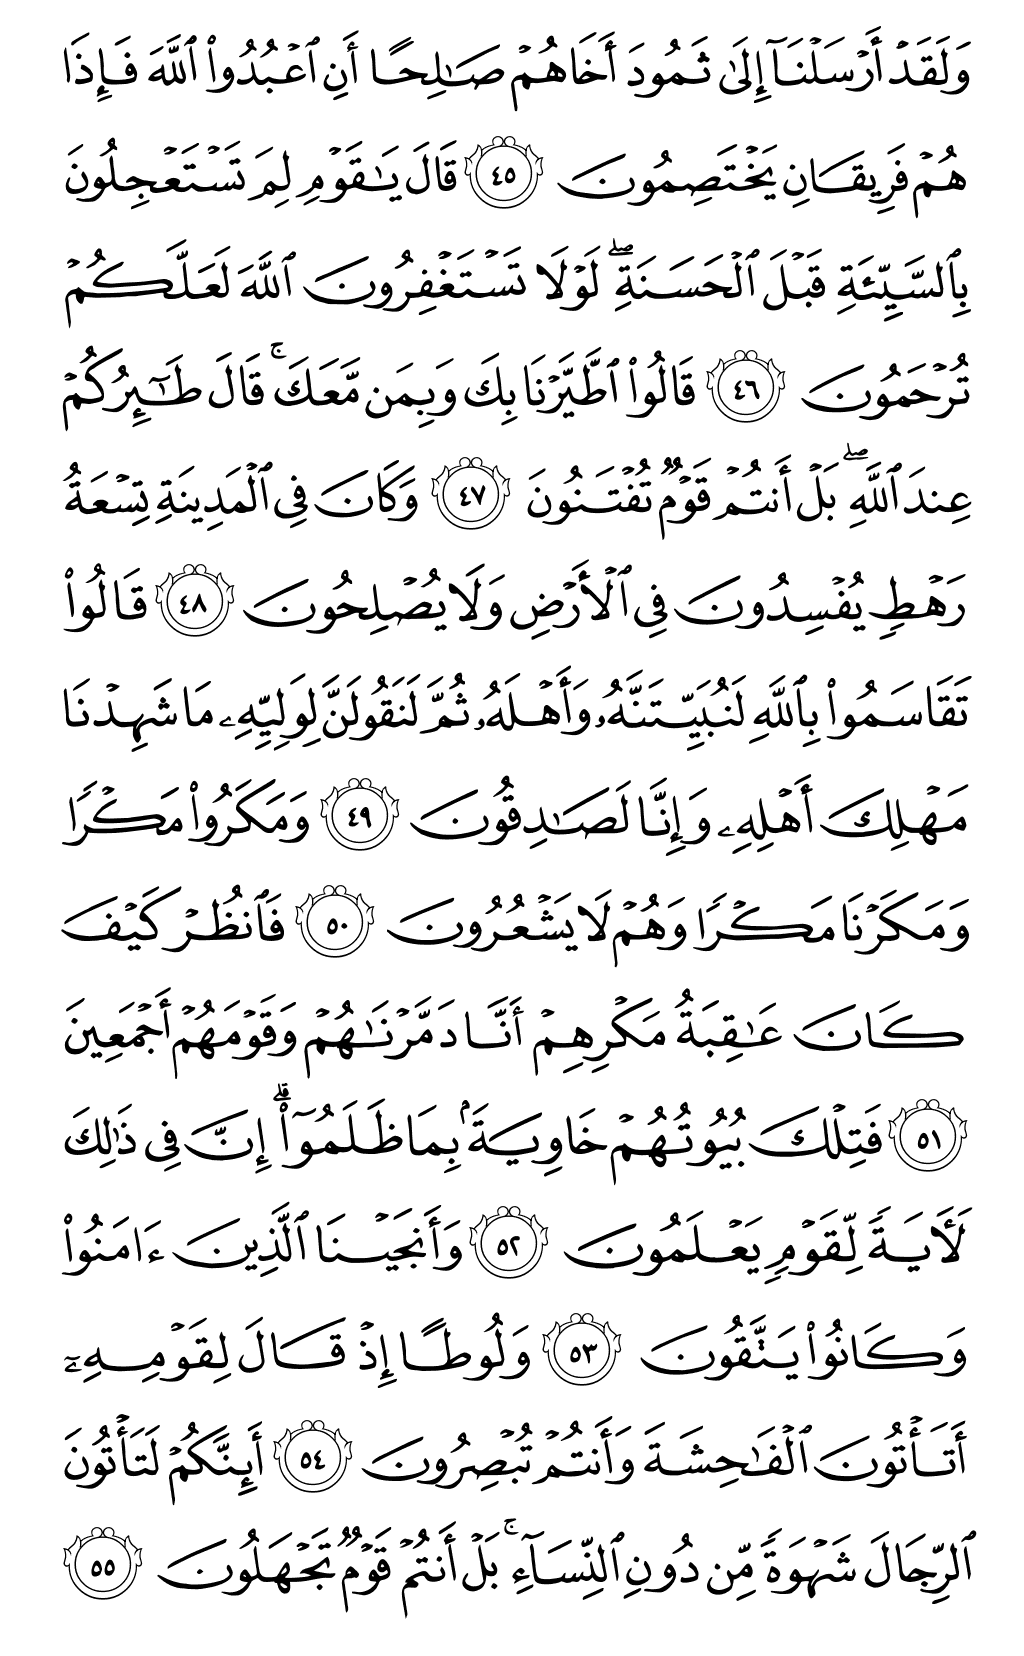 وَلَقَدْ أَرْسَلْنَآ إِلَىٰ ثَمُودَ أَخَاهُمْ صَـٰلِحًا أَنِ ٱعْبُدُوا۟ ٱللَّهَ فَإِذَا
هُمْ فَرِيقَانِ يَخْتَصِمُونَ ٤٥ قَالَ يَـٰقَوْمِ لِمَ تَسْتَعْجِلُونَ
بِٱلسَّيِّئَةِ قَبْلَ ٱلْحَسَنَةِ ۖ لَوْلَا تَسْتَغْفِرُونَ ٱللَّهَ لَعَلَّكُمْ
تُرْحَمُونَ ٤٦ قَالُوا۟ ٱطَّيَّرْنَا بِكَ وَبِمَن مَّعَكَ ۚ قَالَ طَـٰٓئِرُكُمْ
عِندَ ٱللَّهِ ۖ بَلْ أَنتُمْ قَوْمٌ تُفْتَنُونَ ٤٧ وَكَانَ فِى ٱلْمَدِينَةِ تِسْعَةُ
رَهْطٍ يُفْسِدُونَ فِى ٱلْأَرْضِ وَلَا يُصْلِحُونَ ٤٨ قَالُوا۟
تَقَاسَمُوا۟ بِٱللَّهِ لَنُبَيِّتَنَّهُۥ وَأَهْلَهُۥ ثُمَّ لَنَقُولَنَّ لِوَلِيِّهِۦ مَا شَهِدْنَا
مَهْلِكَ أَهْلِهِۦ وَإِنَّا لَصَـٰدِقُونَ ٤٩ وَمَكَرُوا۟ مَكْرًا
وَمَكَرْنَا مَكْرًا وَهُمْ لَا يَشْعُرُونَ ٥٠ فَٱنظُرْ كَيْفَ
كَانَ عَـٰقِبَةُ مَكْرِهِمْ أَنَّا دَمَّرْنَـٰهُمْ وَقَوْمَهُمْ أَجْمَعِينَ
٥١ فَتِلْكَ بُيُوتُهُمْ خَاوِيَةًۢ بِمَا ظَلَمُوٓا۟ ۗ إِنَّ فِى ذَٰلِكَ
لَـَٔايَةً لِّقَوْمٍ يَعْلَمُونَ ٥٢ وَأَنجَيْنَا ٱلَّذِينَ ءَامَنُوا۟
وَكَانُوا۟ يَتَّقُونَ ٥٣ وَلُوطًا إِذْ قَالَ لِقَوْمِهِۦٓ
أَتَأْتُونَ ٱلْفَـٰحِشَةَ وَأَنتُمْ تُبْصِرُونَ ٥٤ أَئِنَّكُمْ لَتَأْتُونَ
ٱلرِّجَالَ شَهْوَةً مِّن دُونِ ٱلنِّسَآءِ ۚ بَلْ أَنتُمْ قَوْمٌ تَجْهَلُونَ ٥٥